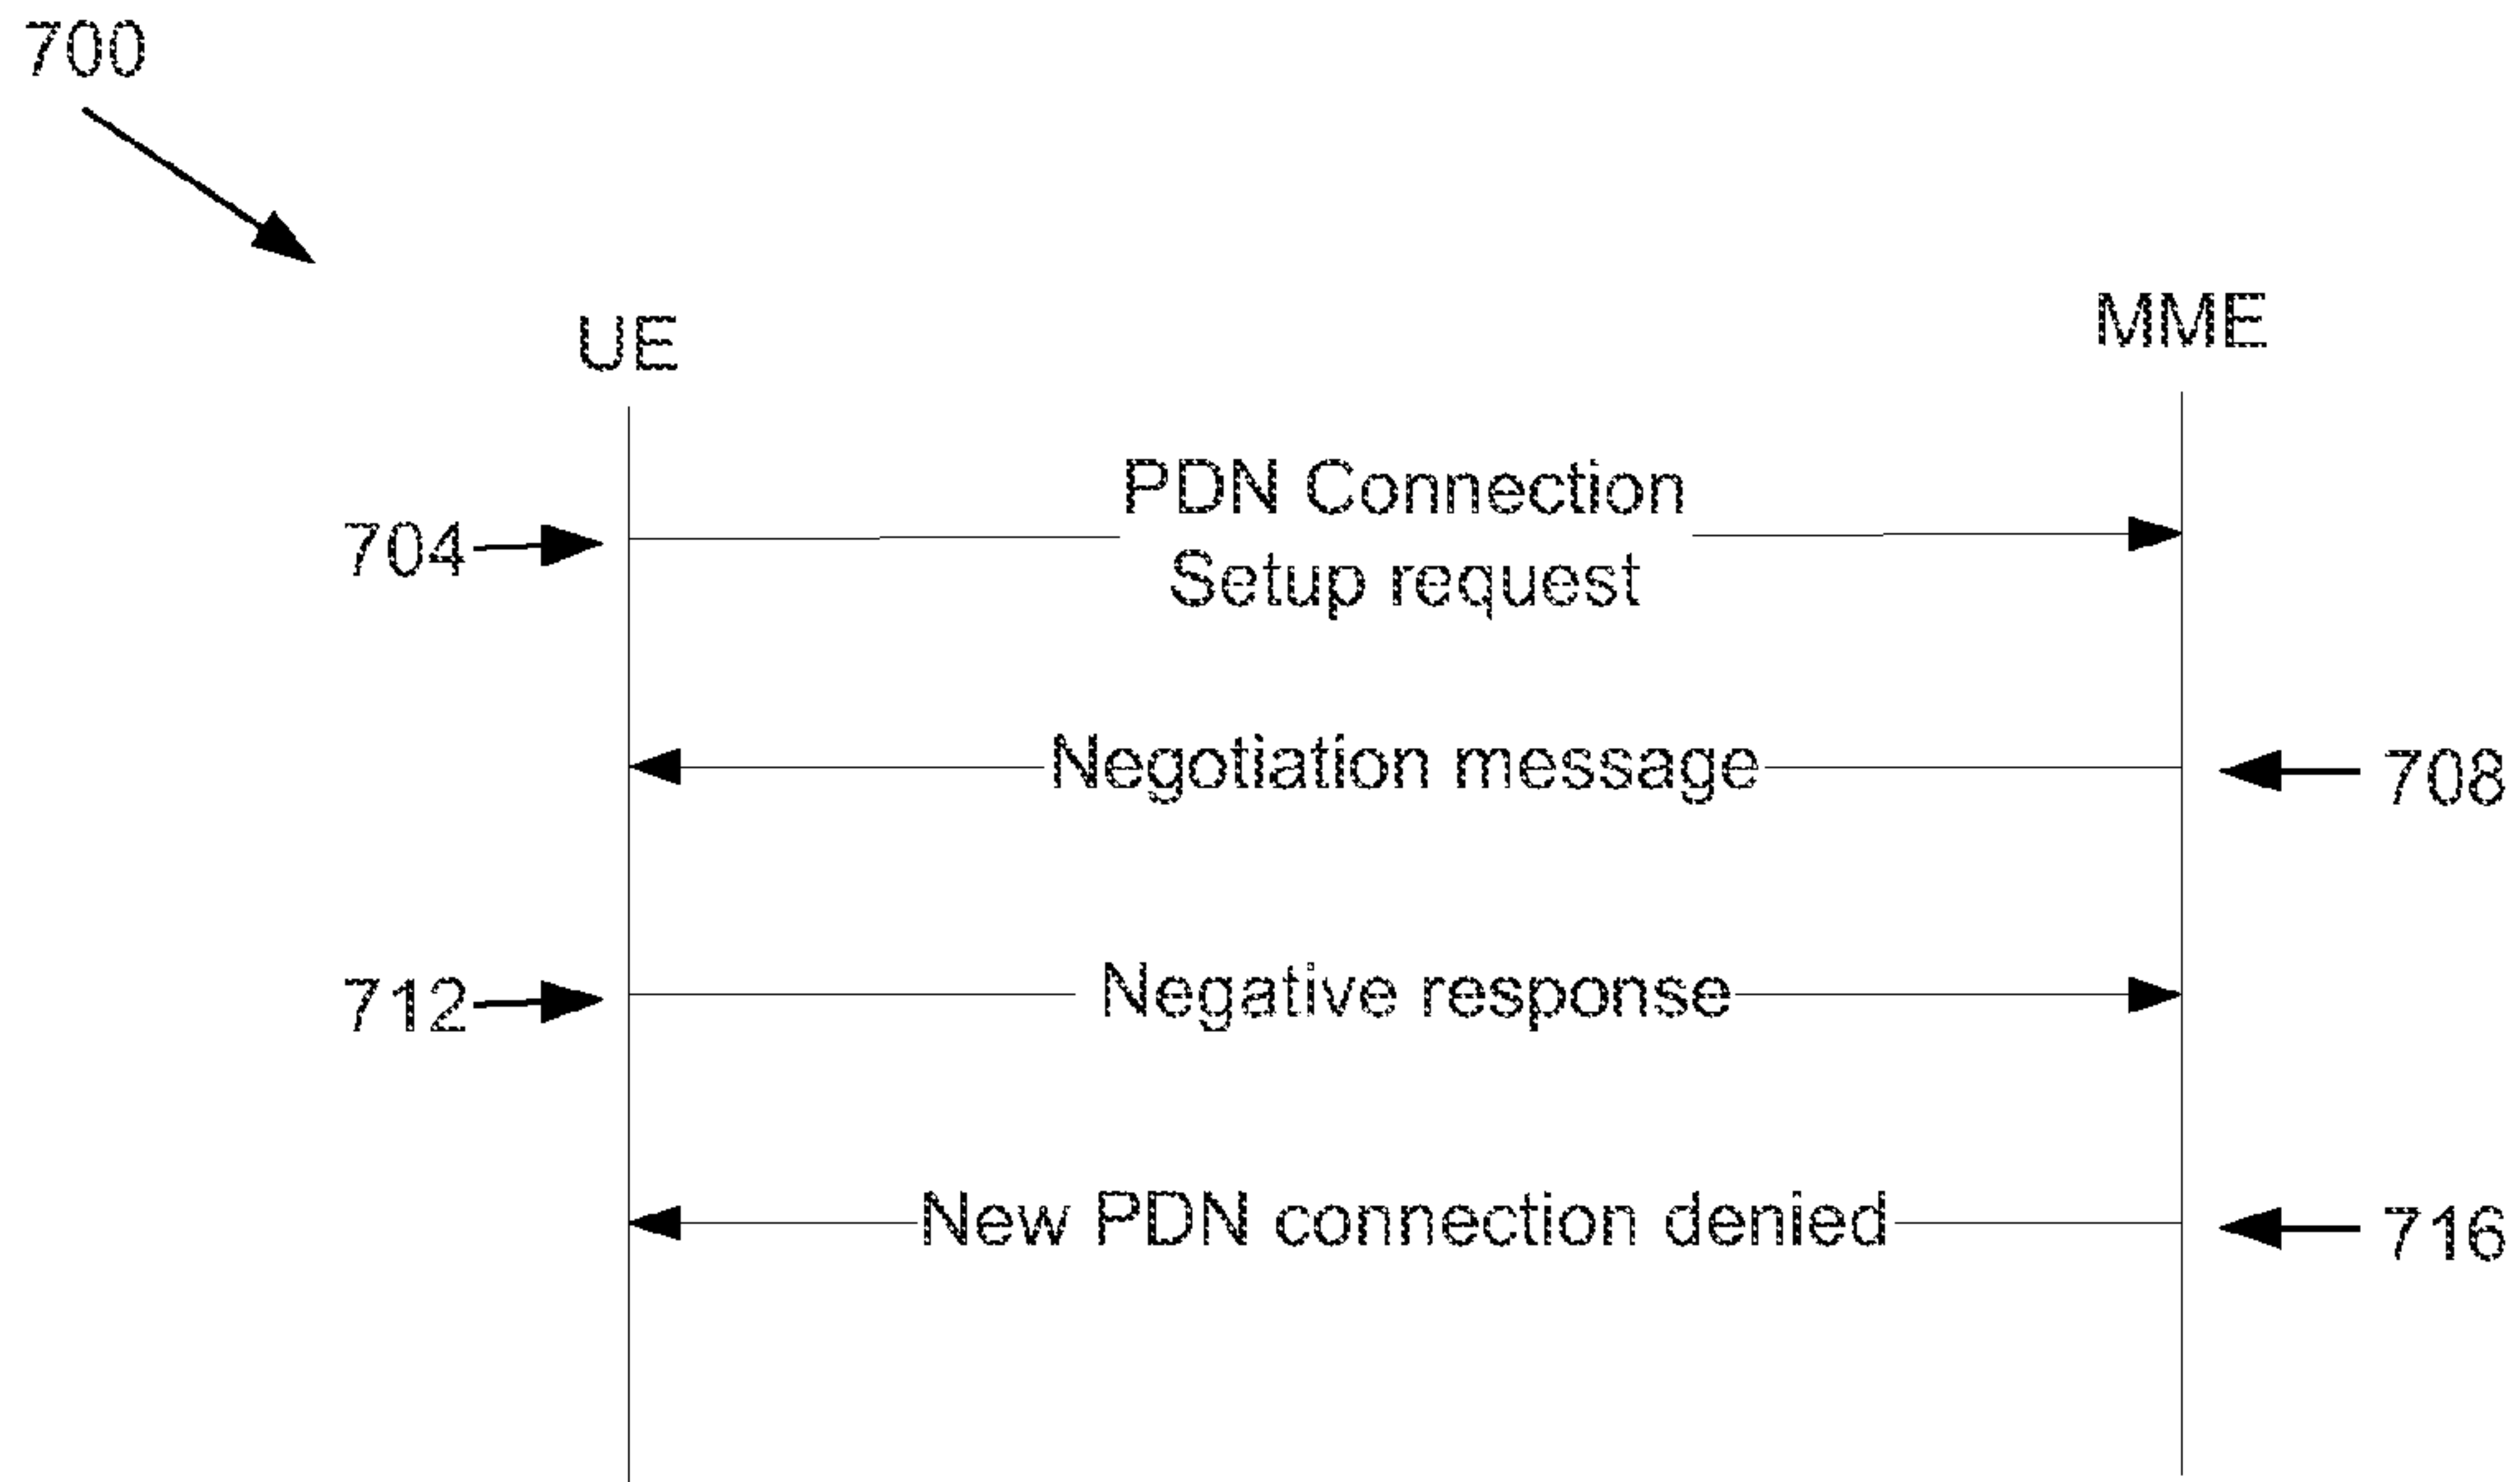 700
UE
MME
PDN Connection
Setup request
704
Negotiation message
708
712
Negative response
New PDN connection denied
716